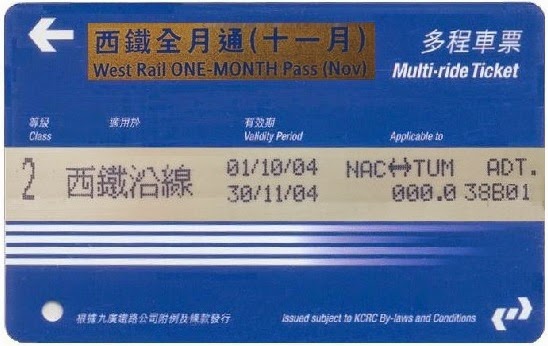 西鐵全月通(十一月)
West Rail ONE-MONTH Pass (Nov)
多程車票
Multi-ride Ticket
等級 適用於 有效期
Class Validity Period Applicable to
2 西鐵沿線 01/10/04 NAC↔TUM ADT.
30/11/04 000.0 38B01
根據九廣鐵路公司附例及條款發行 Issued subject to KCRC By-laws and Conditions